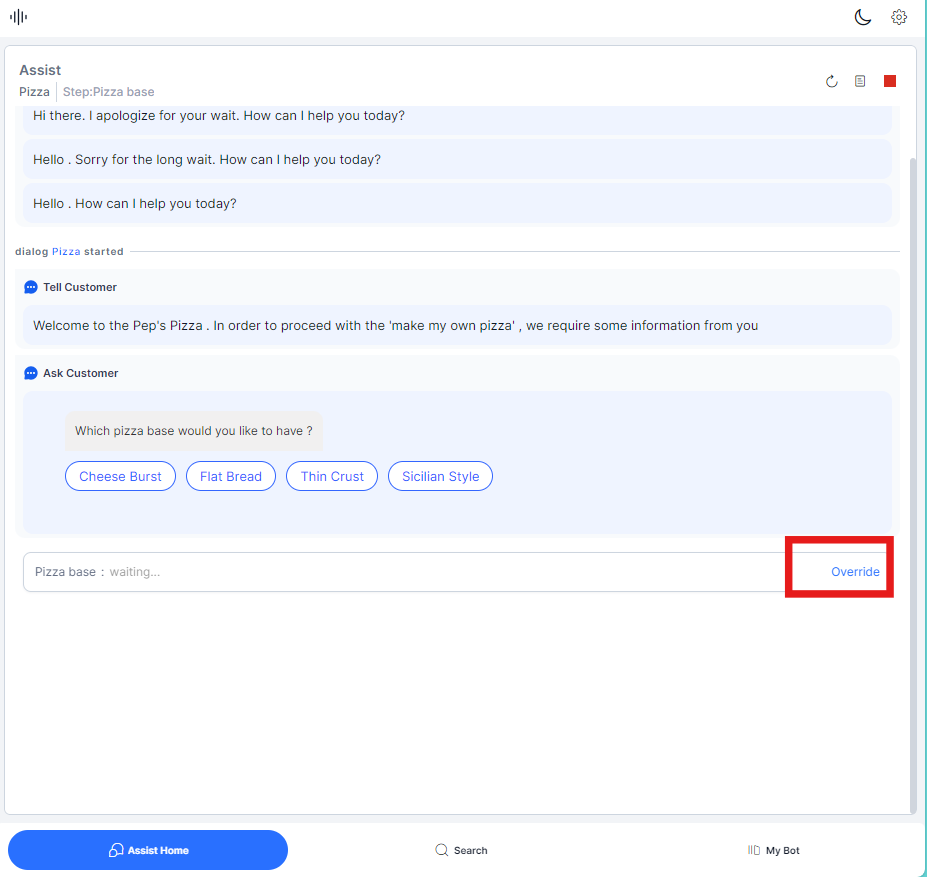 Assist
Pizza Step:Pizza base
Hi there. I apologize for your wait. How can I help you today?
Hello . Sorry for the long wait. How can I help you today?
Hello . How can I help you today?
dialog Pizza started
Tell Customer
Welcome to the Pep's Pizza . In order to proceed with the 'make my own pizza' , we require some information from you
Ask Customer
Which pizza base would you like to have ?
Cheese Burst Flat Bread Thin Crust Sicilian Style
Pizza base : waiting... Override
Assist Home Search My Bot